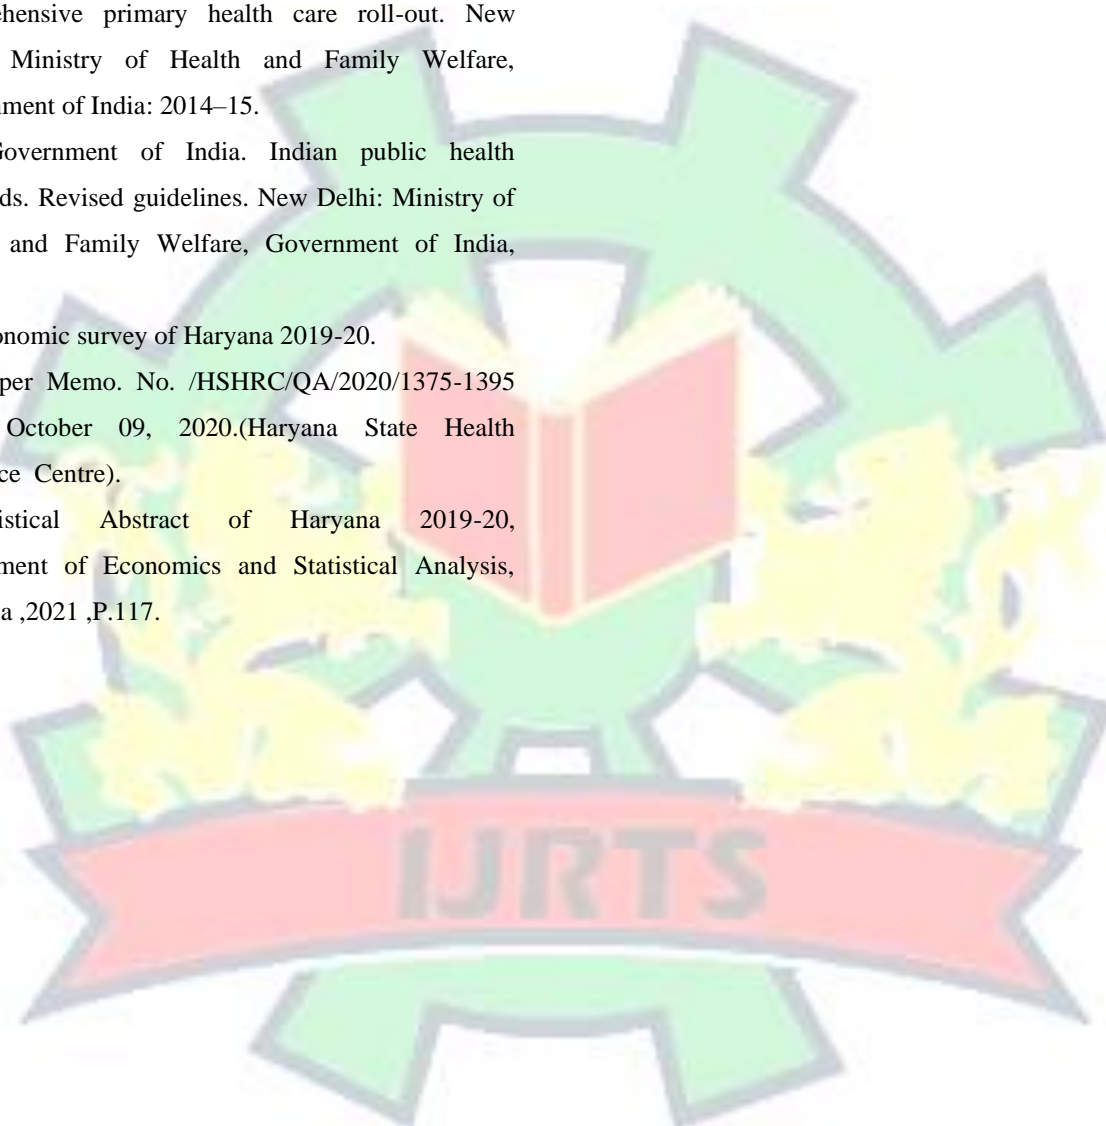 ehensive primary health care roll-out. New
Ministry of Health and Family Welfare,
nment of India: 2014–15.
Government of India. Indian public health
ds. Revised guidelines. New Delhi: Ministry of
and Family Welfare, Government of India,
onomic survey of Haryana 2019-20.
per Memo. No. /HSHRC/QA/2020/1375-1395
October 09, 2020.(Haryana State Health
ce Centre).
istical Abstract of Haryana 2019-20,
ment of Economics and Statistical Analysis,
a ,2021 ,P.117.
IJRTS